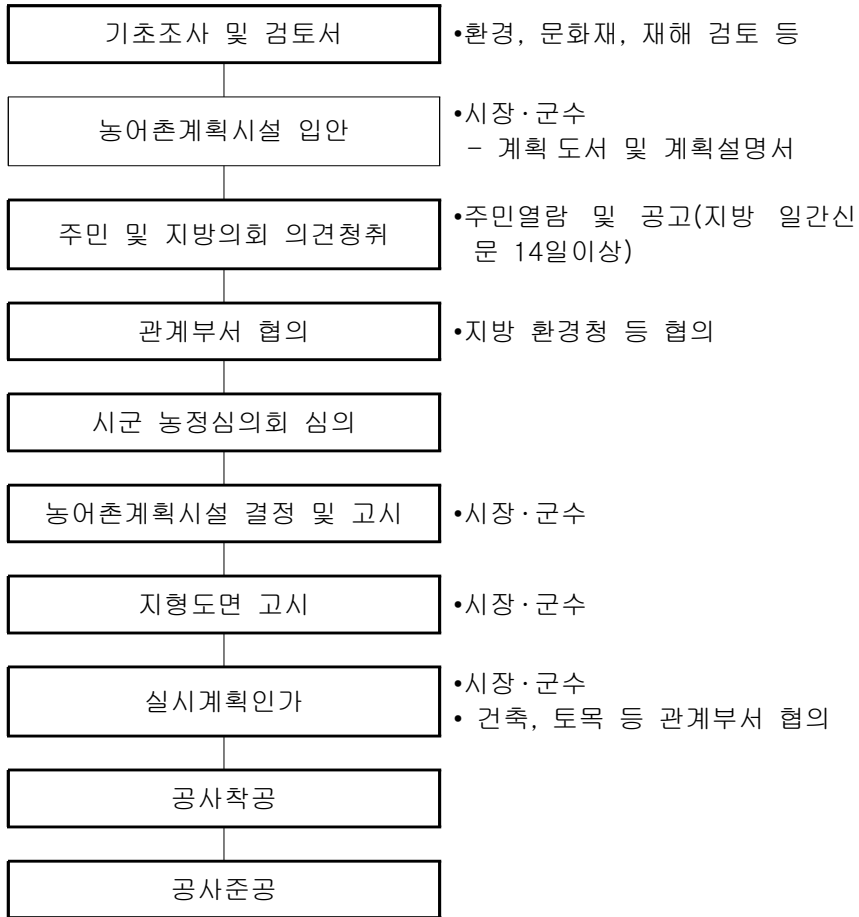 기초조사 및 검토서
•환경, 문화재, 재해 검토 등
농어촌계획시설 입안
•시장·군수
- 계획 도서 및 계획설명서
주민 및 지방의회 의견청취
•주민열람 및 공고(지방 일간신
문 14일이상)
관계부서 협의
•지방 환경청 등 협의
시군 농정심의회 심의
농어촌계획시설 결정 및 고시
•시장·군수
지형도면 고시
•시장·군수
실시계획인가
•시장·군수
• 건축, 토목 등 관계부서 협의
공사착공
공사준공